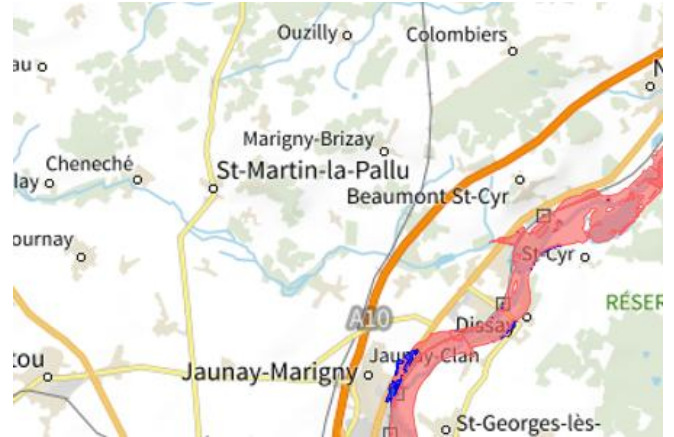 Ouzilly
Colombiers
au
N
Marigny-Brizay
Cheneché
St-Martin-la-Pallu
lay
Beaumont St-Cyr
ournay
St-Cyr
RÉSER
A10
Dissay
tou
Jaunay-Clan
Jaunay-Marigny
St-Georges-lès-